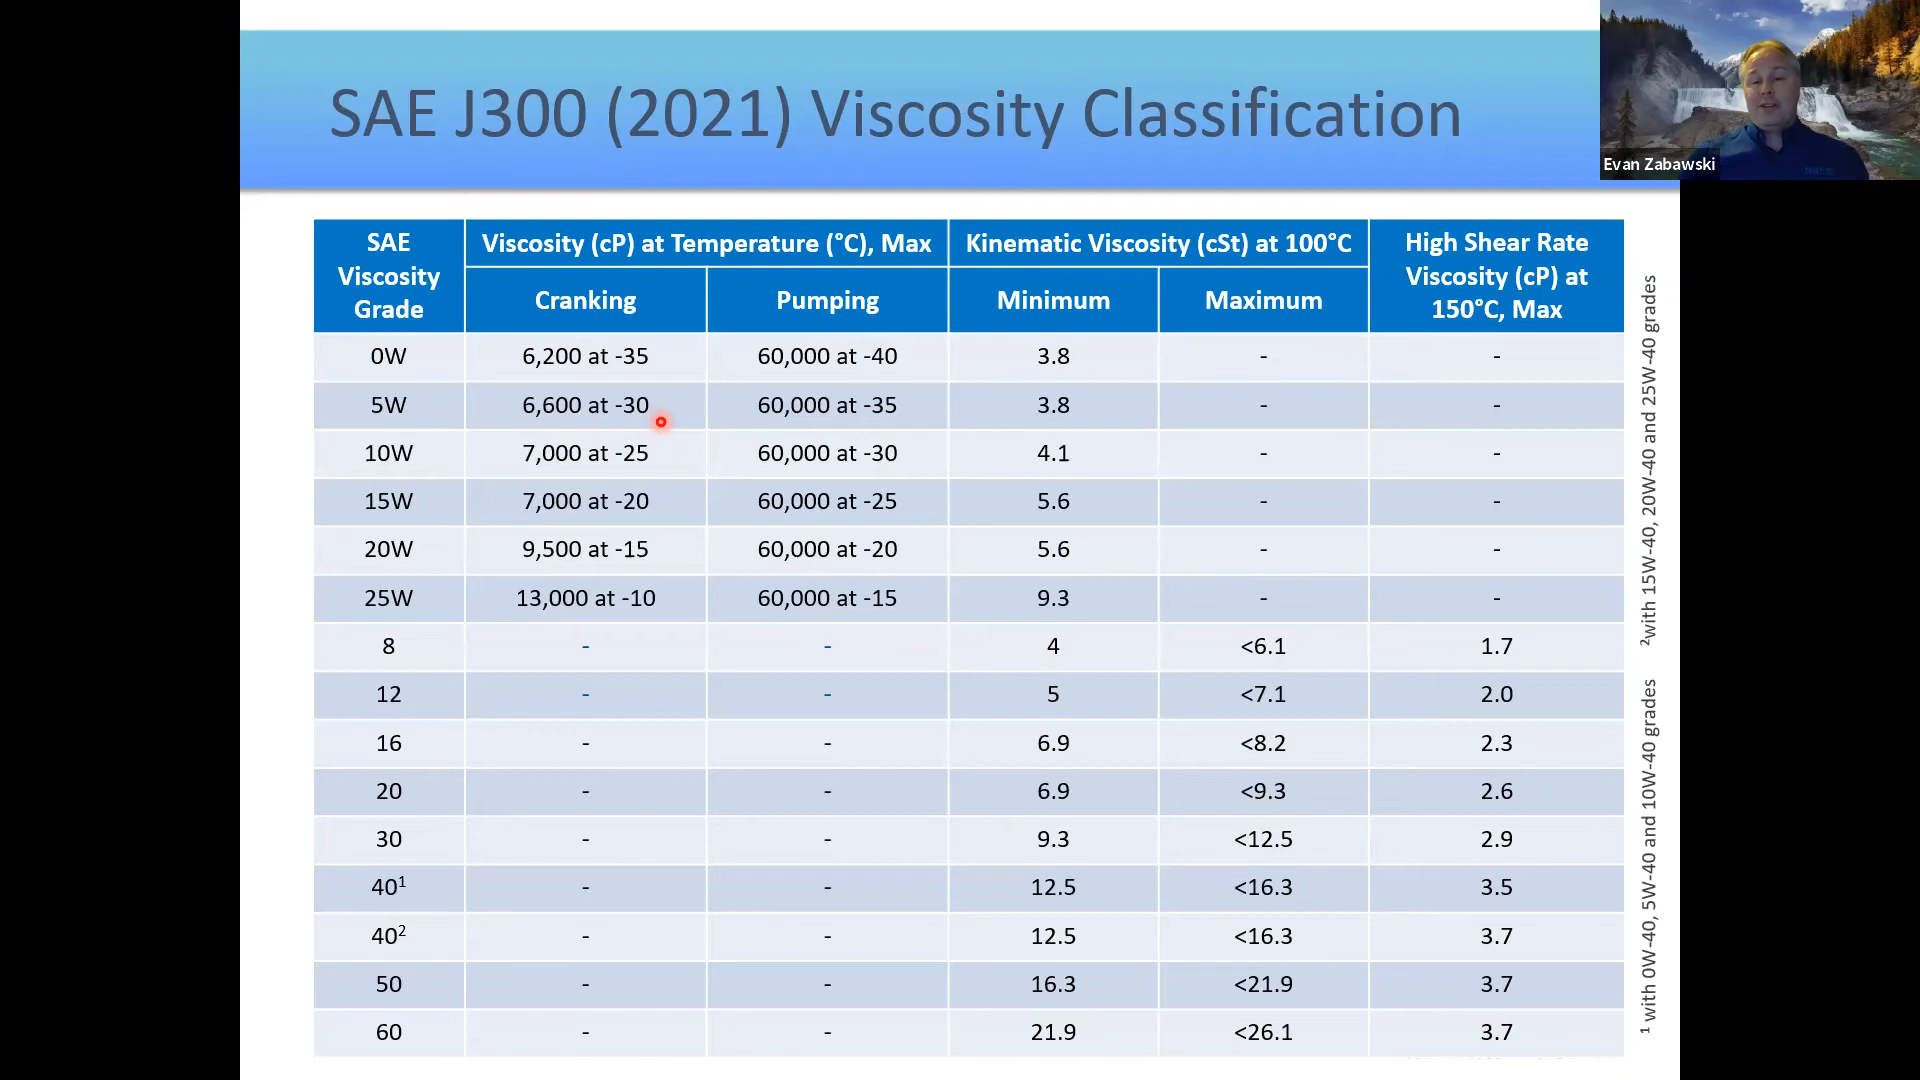 SAE J300 (2021) Viscosity Classification
Evan Zabawski
SAE Viscosity Grade
Viscosity (cP) at Temperature (°C), Max
Kinematic Viscosity (cSt) at 100°C
High Shear Rate Viscosity (cP) at 150°C, Max
Cranking Pumping Minimum Maximum
0W 6,200 at -35 60,000 at -40 3.8 - -
5W 6,600 at -30 60,000 at -35 3.8 - -
10W 7,000 at -25 60,000 at -30 4.1 - -
15W 7,000 at -20 60,000 at -25 5.6 - -
20W 9,500 at -15 60,000 at -20 5.6 - -
25W 13,000 at -10 60,000 at -15 9.3 - -
8 - - 4 <6.1 1.7
12 - - 5 <7.1 2.0
16 - - 6.9 <8.2 2.3
20 - - 6.9 <9.3 2.6
30 - - 9.3 <12.5 2.9
40¹ - - 12.5 <16.3 3.5
40² - - 12.5 <16.3 3.7
50 - - 16.3 <21.9 3.7
60 - - 21.9 <26.1 3.7
¹ with 0W-40, 5W-40 and 10W-40 grades
²with 15W-40, 20W-40 and 25W-40 grades